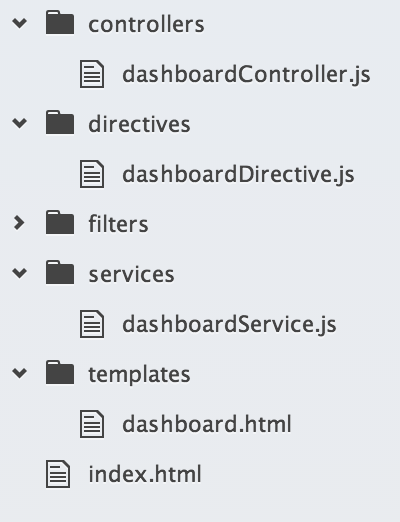 controllers
dashboardController.js
directives
dashboardDirective.js
filters
services
dashboardService.js
templates
dashboard.html
index.html